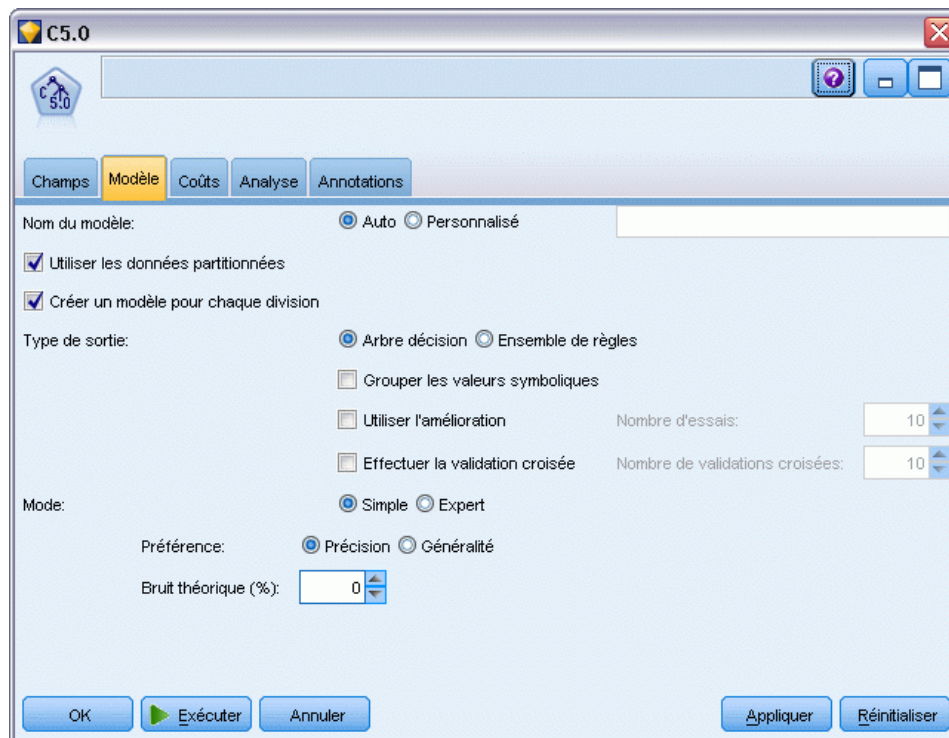 C5.0
C 5.0
Champs Modèle Coûts Analyse Annotations
Nom du modèle: Auto Personnalisé
Utiliser les données partitionnées
Créer un modèle pour chaque division
Type de sortie: Arbre décision Ensemble de règles
Grouper les valeurs symboliques
Utiliser l'amélioration Nombre d'essais: 10
Effectuer la validation croisée Nombre de validations croisées: 10
Mode: Simple Expert
Préférence: Précision Généralité
Bruit théorique (%): 0
OK Exécuter Annuler Appliquer Réinitialiser